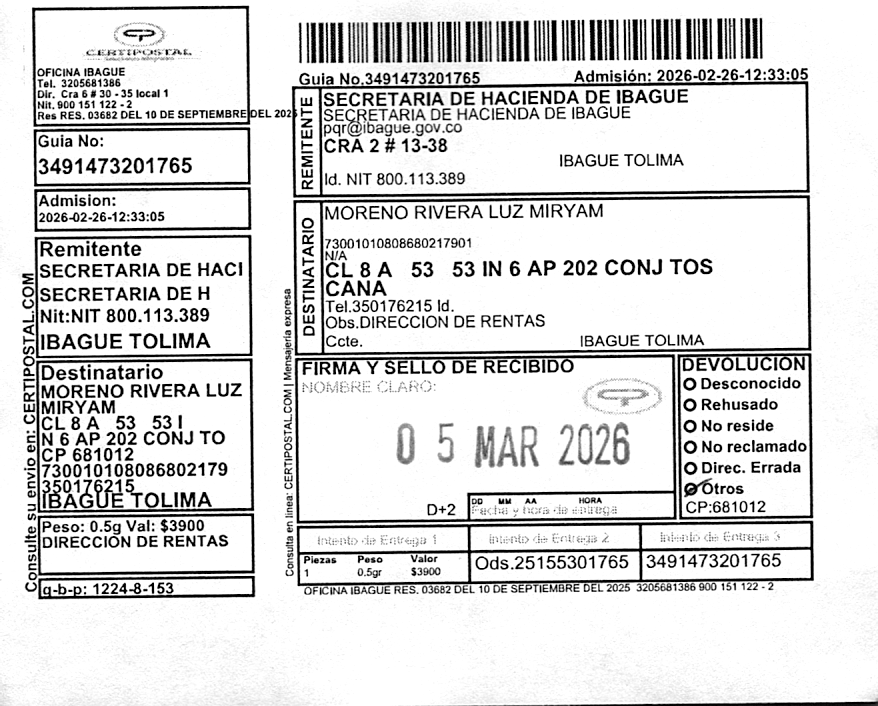 CERTIPOSTAL
OFICINA IBAGUE
Tel. 3205681386
Dir. Cra 6 # 30 - 35 local 1
Nit. 900 151 122 - 2
Res RES. 03682 DEL 10 DE SEPTIEMBRE DEL 2025
Guia No:
3491473201765
Admision:
2026-02-26-12:33:05
Remitente
SECRETARIA DE HACI
SECRETARIA DE H
Nit:NIT 800.113.389
IBAGUE TOLIMA
Destinatario
MORENO RIVERA LUZ
MIRYAM
CL 8 A 53 53 I
N 6 AP 202 CONJ TO
CP 681012
730010108086802179
350176215
IBAGUE TOLIMA
Peso: 0.5g Val: $3900
DIRECCION DE RENTAS
q-b-p: 1224-8-153
Consulte su envio en: CERTIPOSTAL.COM
Guia No.3491473201765 Admisión: 2026-02-26-12:33:05
REMITENTE
SECRETARIA DE HACIENDA DE IBAGUE
SECRETARIA DE HACIENDA DE IBAGUE
pqr@ibague.gov.co
CRA 2 # 13-38
IBAGUE TOLIMA
Id. NIT 800.113.389
DESTINATARIO
MORENO RIVERA LUZ MIRYAM
73001010808680217901
N/A
CL 8 A 53 53 IN 6 AP 202 CONJ TOS
CANA
Tel.350176215 Id.
Obs.DIRECCION DE RENTAS
Ccte. IBAGUE TOLIMA
Consulta en linea: CERTIPOSTAL.COM | Mensajería expresa
FIRMA Y SELLO DE RECIBIDO
NOMBRE CLARO:
05 MAR 2026
D+2
DD MM AA HORA
Fecha y hora de entrega
DEVOLUCION
Desconocido
Rehusado
No reside
No reclamado
Direc. Errada
Otros
CP:681012
Intento de Entrega 1 Intento de Entrega 2 Intento de Entrega 3
Piezas Peso Valor
1 0.5gr $3900
Ods.25155301765 3491473201765
OFICINA IBAGUE RES. 03682 DEL 10 DE SEPTIEMBRE DEL 2025 3205681386 900 151 122 - 2